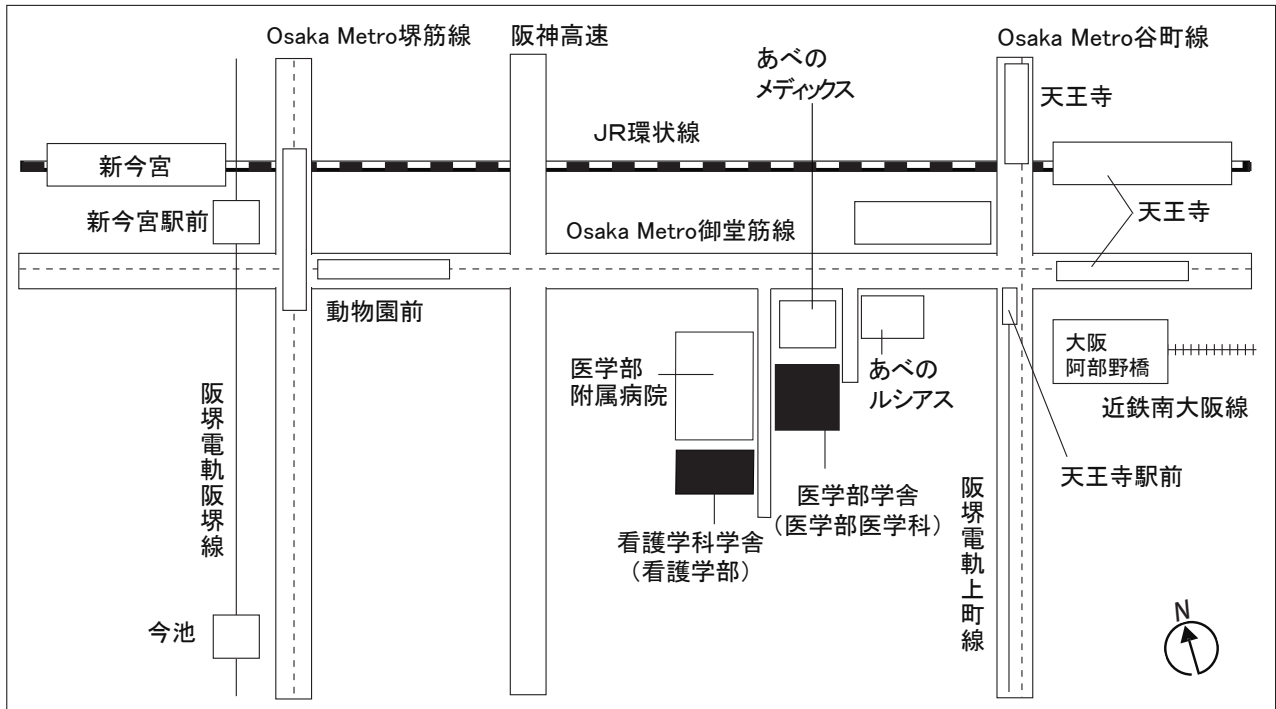 Osaka Metro堺筋線
阪神高速
Osaka Metro谷町線
あべの
メディックス
天王寺
JR環状線
新今宮
新今宮駅前
天王寺
Osaka Metro御堂筋線
動物園前
大阪
阿部野橋
医学部
附属病院
あべの
ルシアス
近鉄南大阪線
阪堺電軌阪堺線
天王寺駅前
医学部学舎
（医学部医学科）
阪堺電軌上町線
看護学科学舎
（看護学部）
今池
N